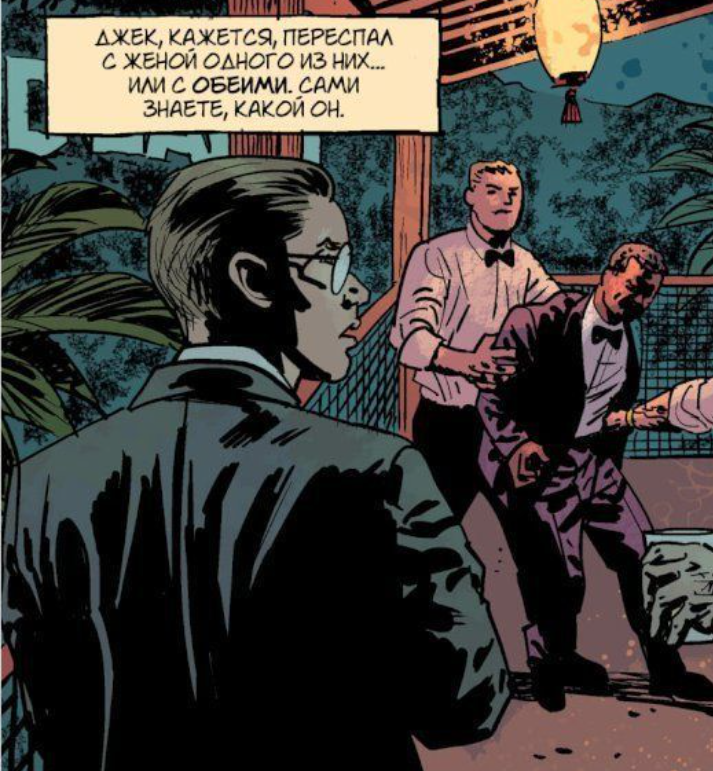 ДЖЕК, КАЖЕТСЯ, ПЕРЕСПАЛ
С ЖЕНОЙ ОДНОГО ИЗ НИХ...
ИЛИ С ОБЕИМИ. САМИ
ЗНАЕТЕ, КАКОЙ ОН.